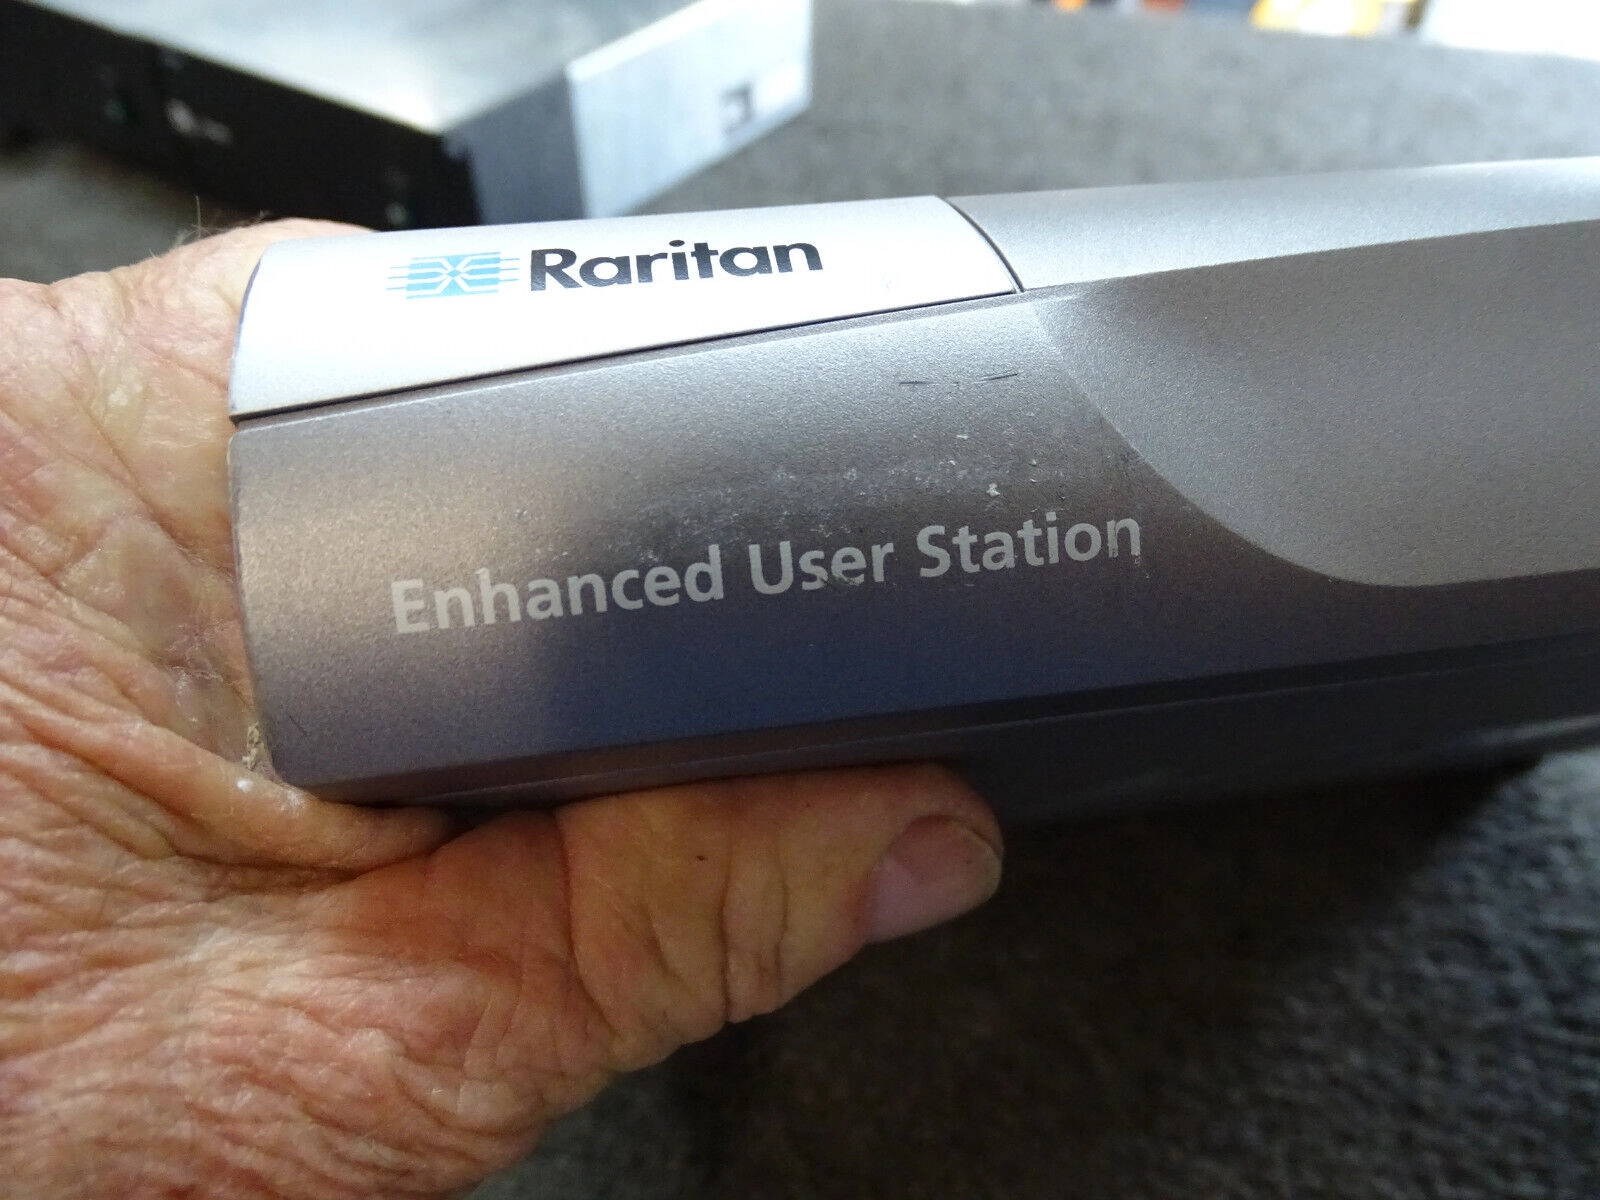 Raritan
Enhanced User Station